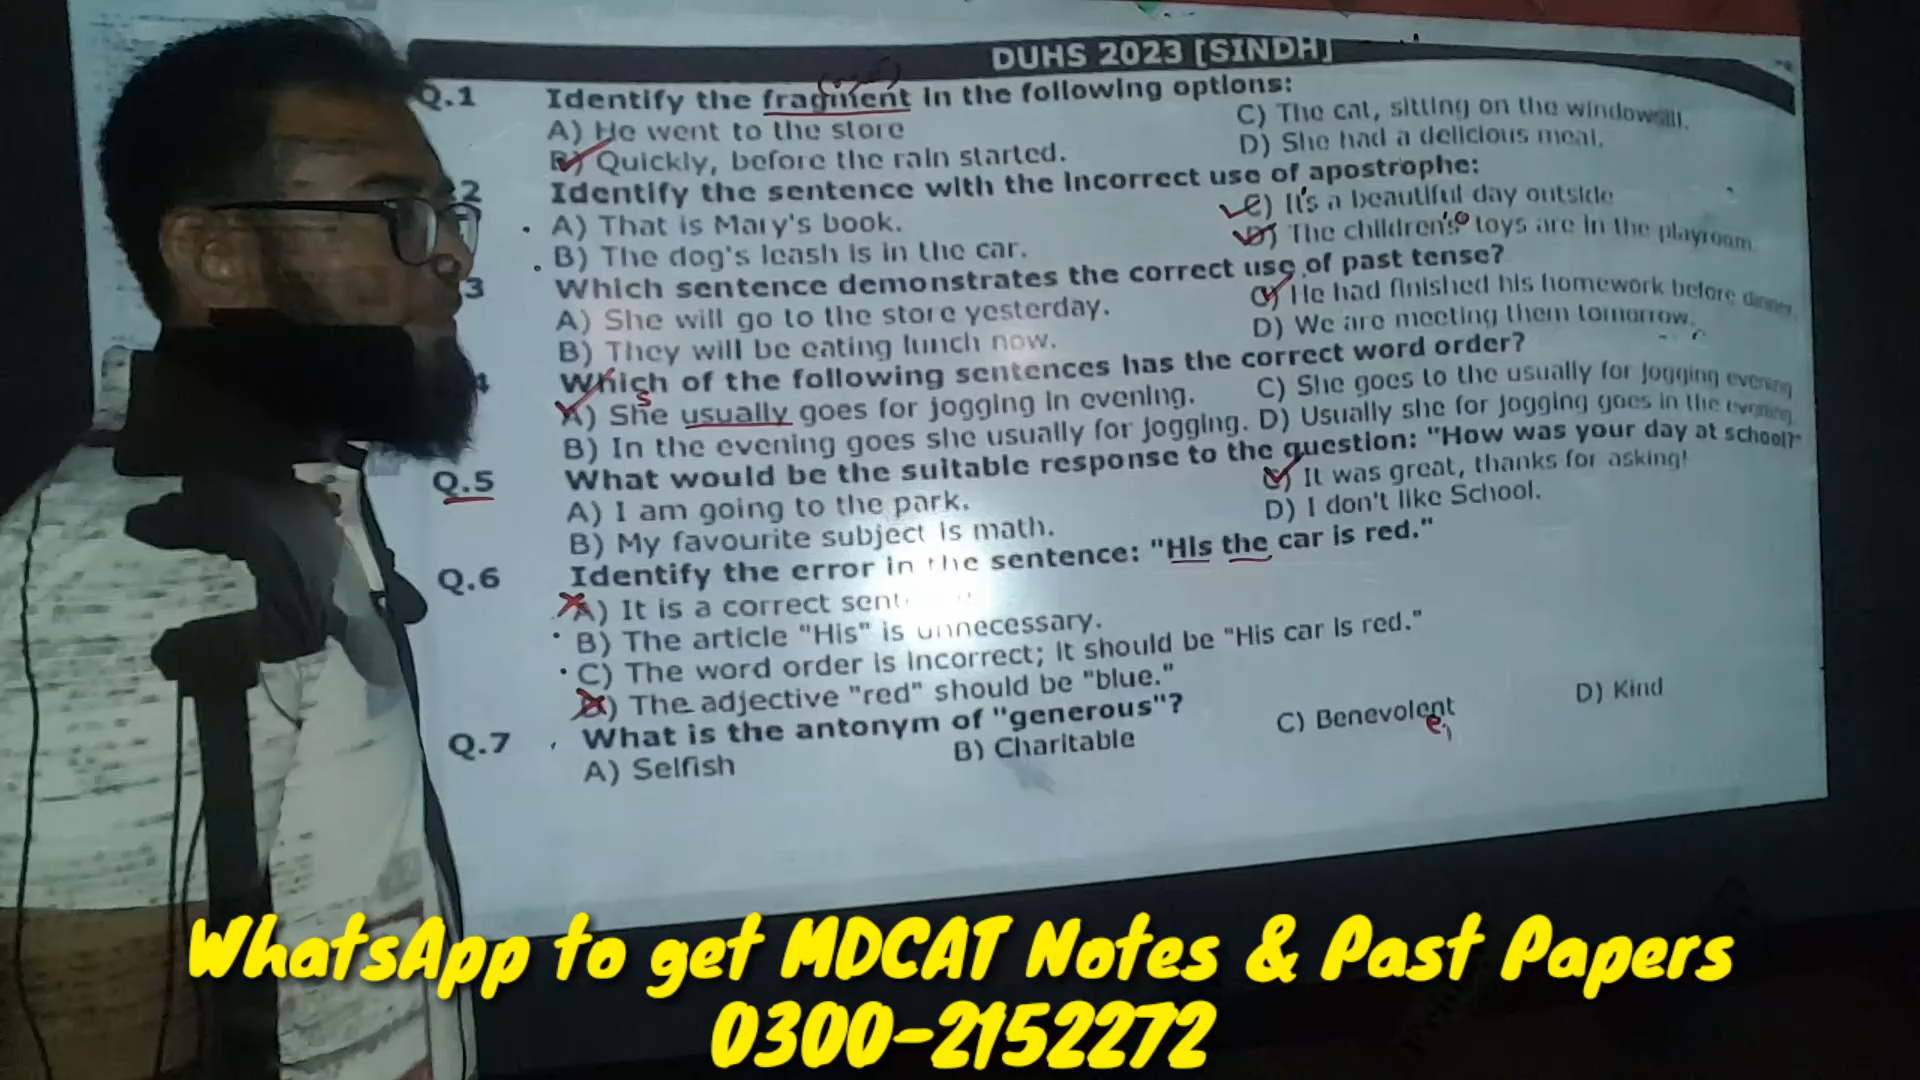 DUHS 2023 [SINDH]
Q.1 Identify the fragment in the following options:
A) He went to the store
C) The cat, sitting on the windowsill.
B) Quickly, before the rain started.
D) She had a delicious meal.
2 Identify the sentence with the incorrect use of apostrophe:
A) That is Mary's book.
C) It's a beautiful day outside
B) The dog's leash is in the car.
D) The children's toys are in the playroom.
3 Which sentence demonstrates the correct use of past tense?
A) She will go to the store yesterday.
C) He had finished his homework before dinner.
B) They will be eating lunch now.
D) We are meeting them tomorrow.
4 Which of the following sentences has the correct word order?
A) She usually goes for jogging in evening.
C) She goes to the usually for jogging evening
B) In the evening goes she usually for jogging.
D) Usually she for jogging goes in the evening.
Q.5 What would be the suitable response to the question: "How was your day at school?"
A) I am going to the park.
C) It was great, thanks for asking!
B) My favourite subject is math.
D) I don't like School.
Q.6 Identify the error in the sentence: "His the car is red."
A) It is a correct
B) The article "His" is unnecessary.
C) The word order is incorrect; it should be "His car is red."
D) The adjective "red" should be "blue."
Q.7 What is the antonym of "generous"?
A) Selfish
B) Charitable
C) Benevolent
D) Kind
WhatsApp to get MDCAT Notes & Past Papers
0300-2152272